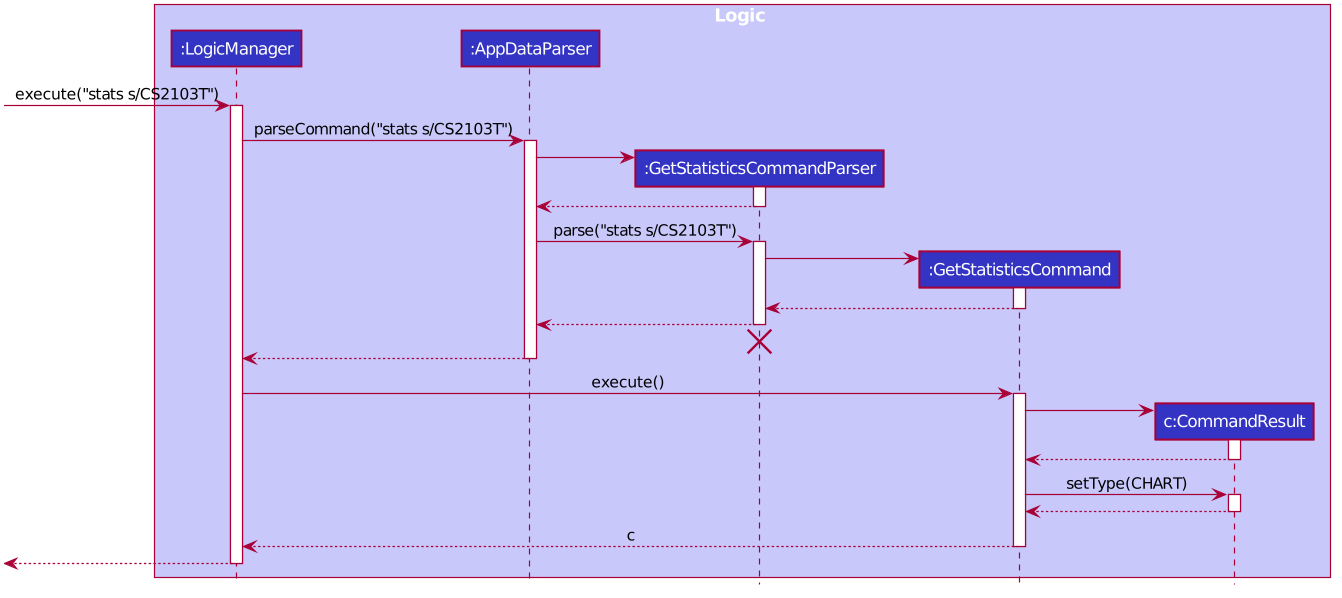 Logic
:LogicManager
:AppDataParser
execute("stats s/CS2103T")
parseCommand("stats s/CS2103T")
:GetStatisticsCommandParser
parse("stats s/CS2103T")
:GetStatisticsCommand
execute()
c:CommandResult
setType(CHART)
c